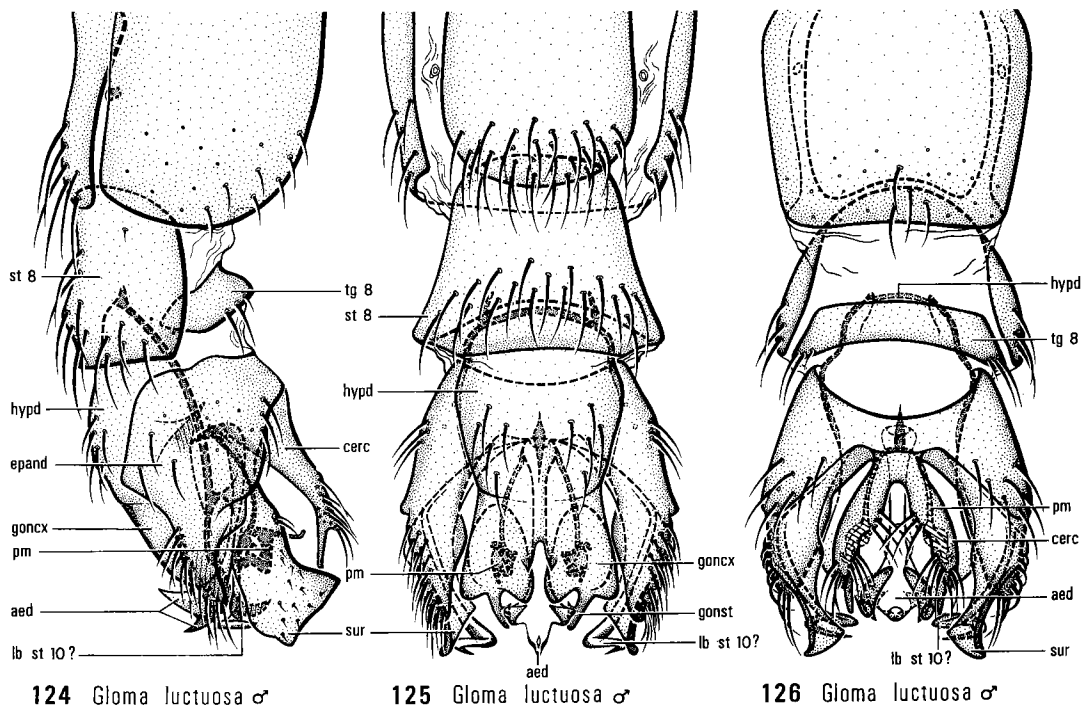 st 8
tg 8
hypd
epand
cerc
goncx
pm
aed
sur
lb st 10?
124 Gloma luctuosa ♂
st 8
hypd
pm
goncx
gonst
lb st 10?
sur
aed
125 Gloma luctuosa ♂
hypd
tg 8
pm
cerc
aed
lb st 10?
sur
126 Gloma luctuosa ♂